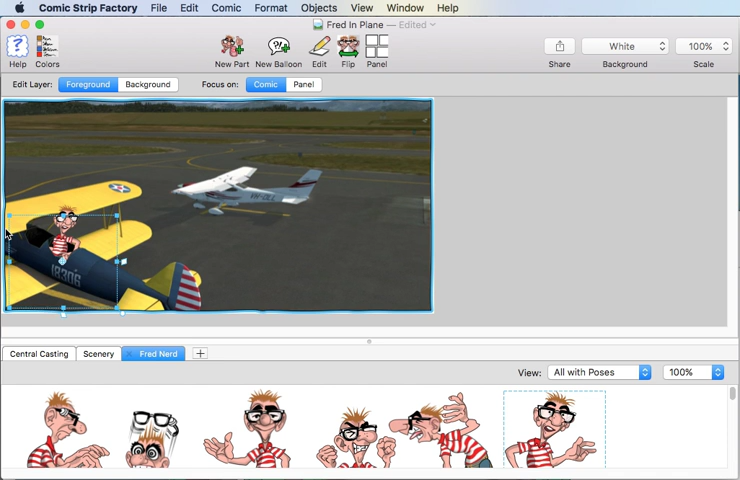 Comic Strip Factory File Edit Comic Format Objects View Window Help
Fred In Plane — Edited
Help Colors New Part New Balloon Edit Flip Panel Share White Background 100% Scale
Edit Layer: Foreground Background Focus on: Comic Panel
18306
Central Casting Scenery Fred Nerd
View: All with Poses 100%